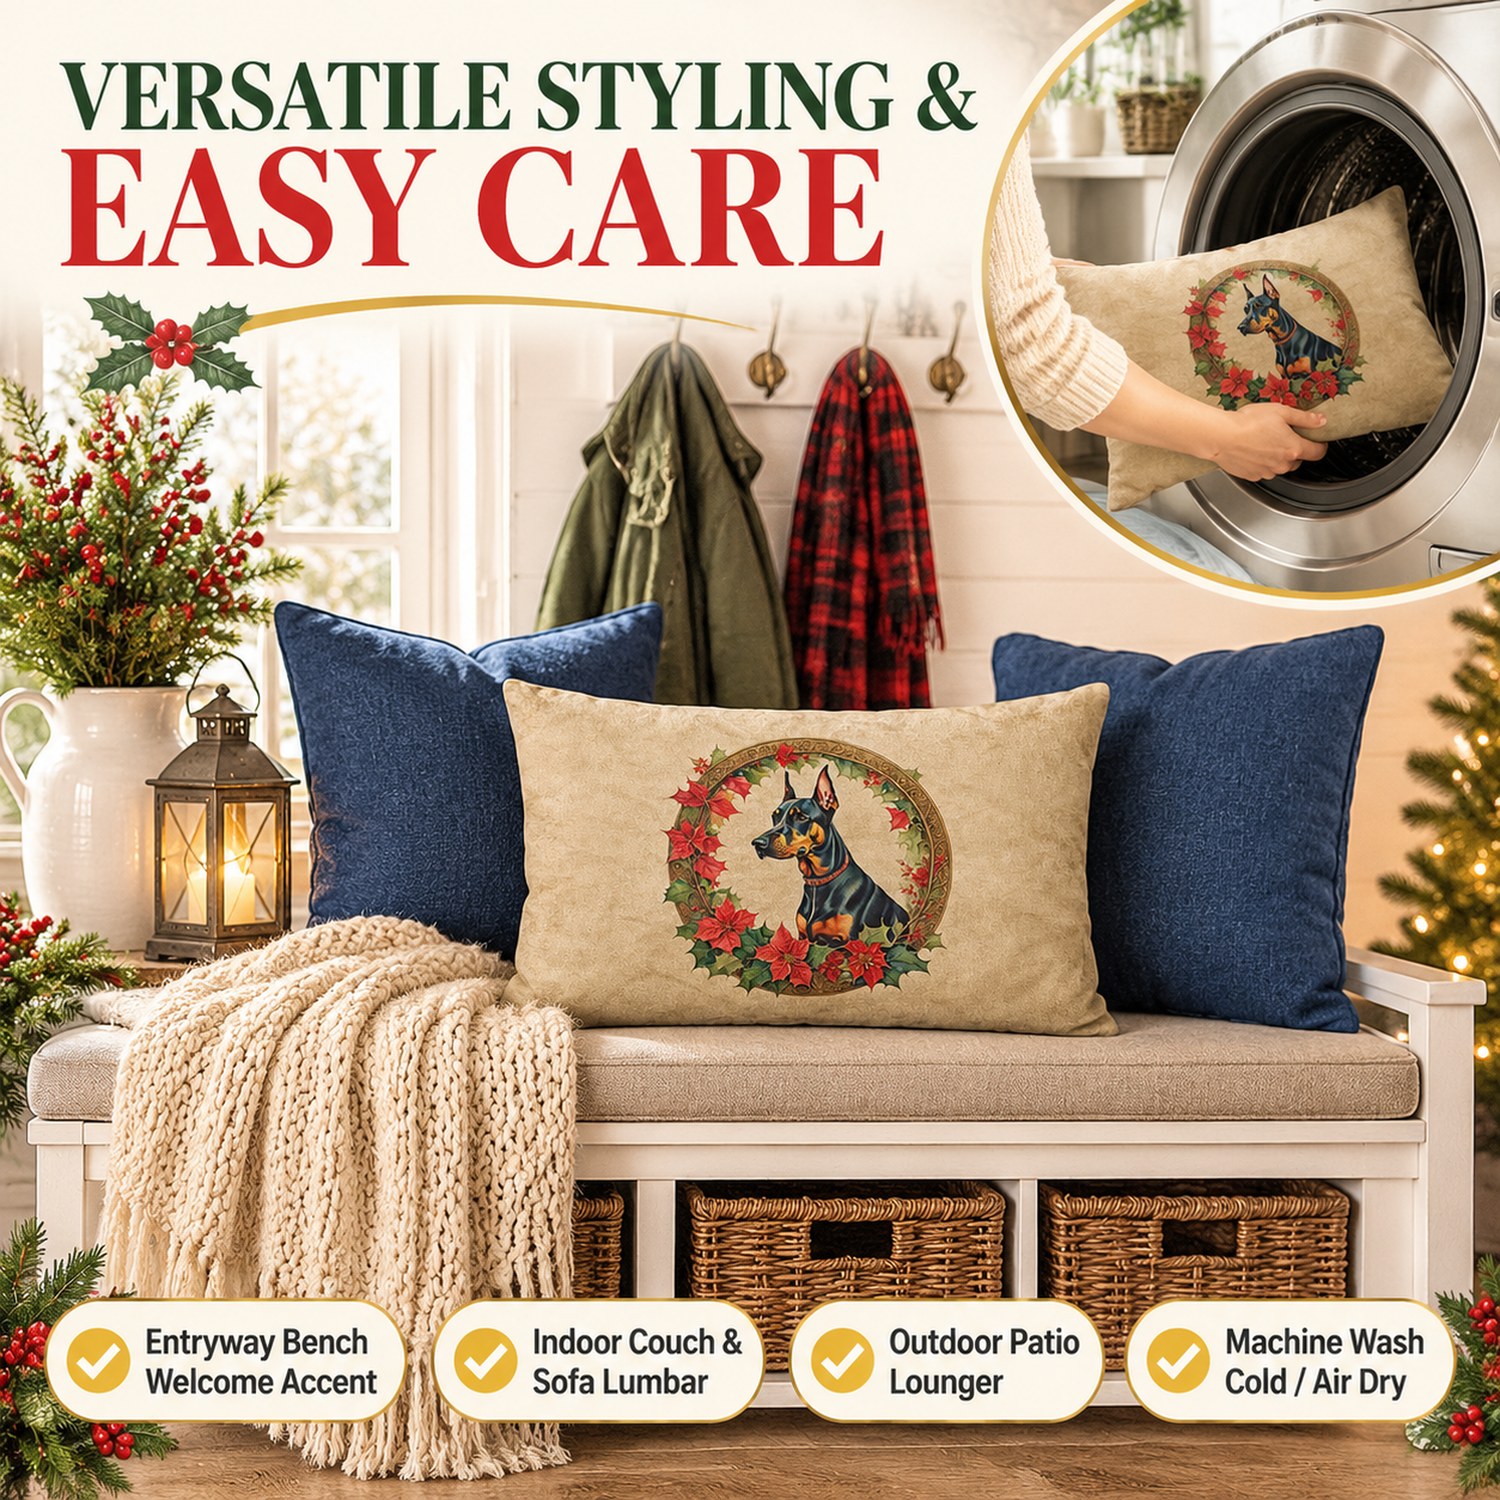 VERSATILE STYLING &
EASY CARE
Entryway Bench
Welcome Accent
Indoor Couch &
Sofa Lumbar
Outdoor Patio
Lounger
Machine Wash
Cold / Air Dry